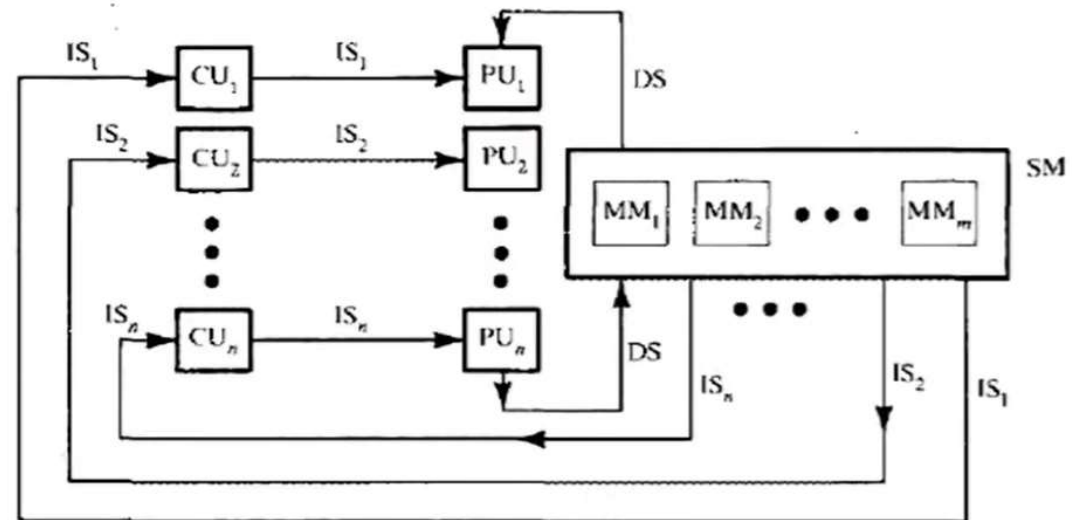 IS₁ IS₁ DS
CU₁ PU₁
IS₂ IS₂
CU₂ PU₂
SM
MM₁ MM₂ MMₘ
ISₙ ISₙ
CUₙ PUₙ
DS
ISₙ IS₂ IS₁